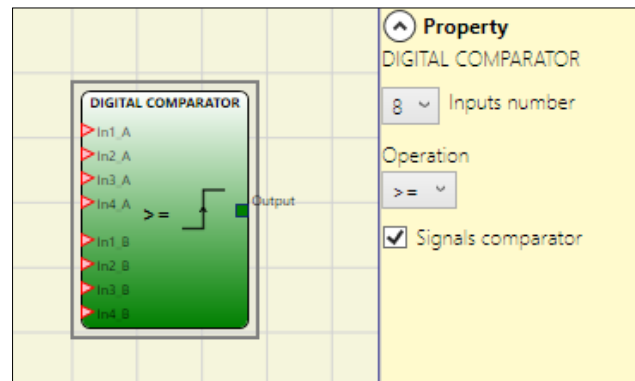 DIGITAL COMPARATOR
In1_A
In2_A
In3_A
In4_A
>=
Output
In1_B
In2_B
In3_B
In4_B
Property
DIGITAL COMPARATOR
8 Inputs number
Operation
>=
Signals comparator